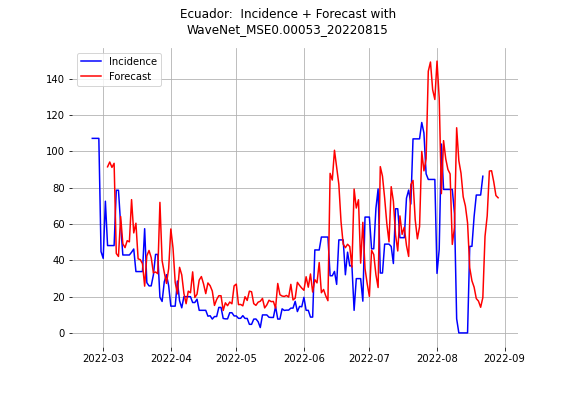 Ecuador:  Incidence + Forecast with
WaveNet_MSE0.00053_20220815
Incidence
Forecast
140
120
100
80
60
40
20
0
2022-03 2022-04 2022-05 2022-06 2022-07 2022-08 2022-09